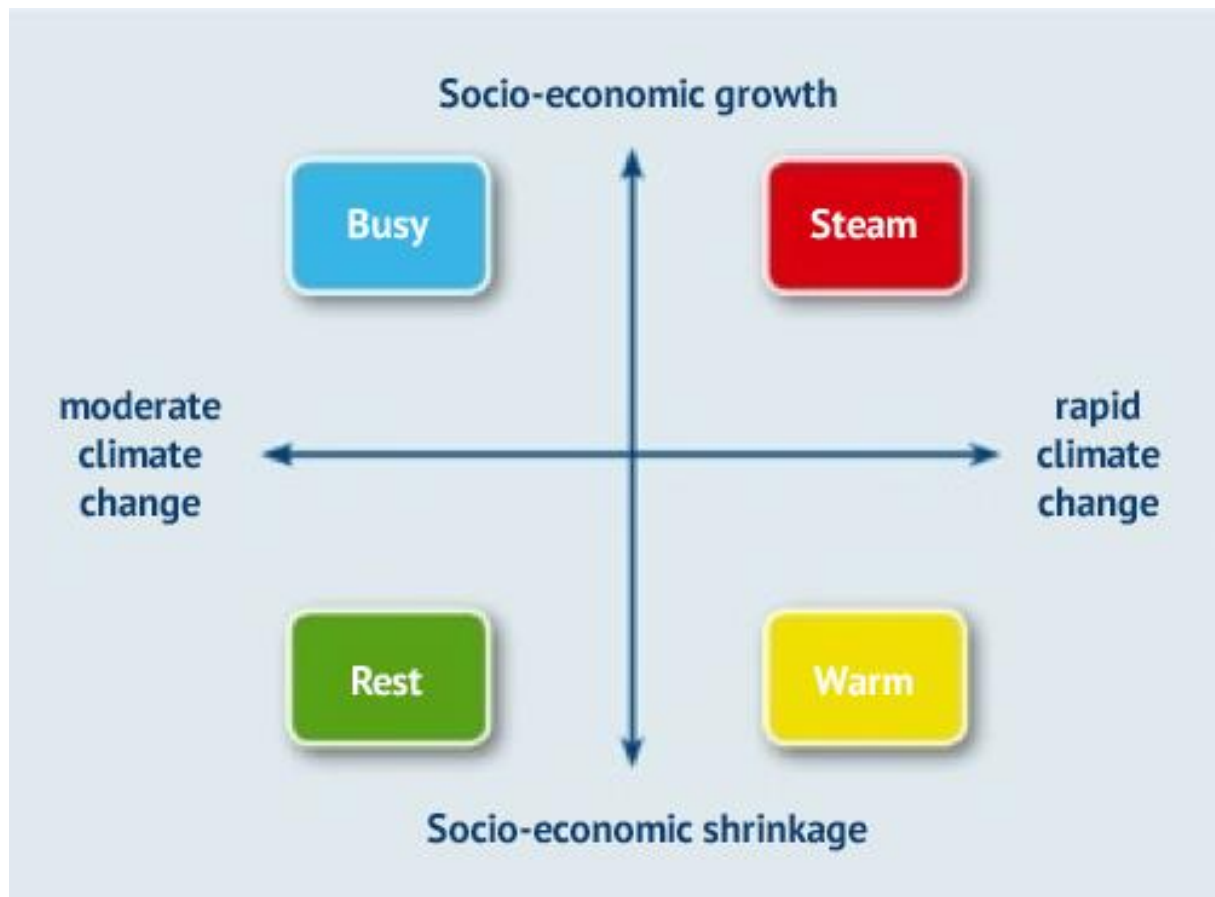 Socio-economic growth
Busy
Steam
moderate
climate
change
rapid
climate
change
Rest
Warm
Socio-economic shrinkage